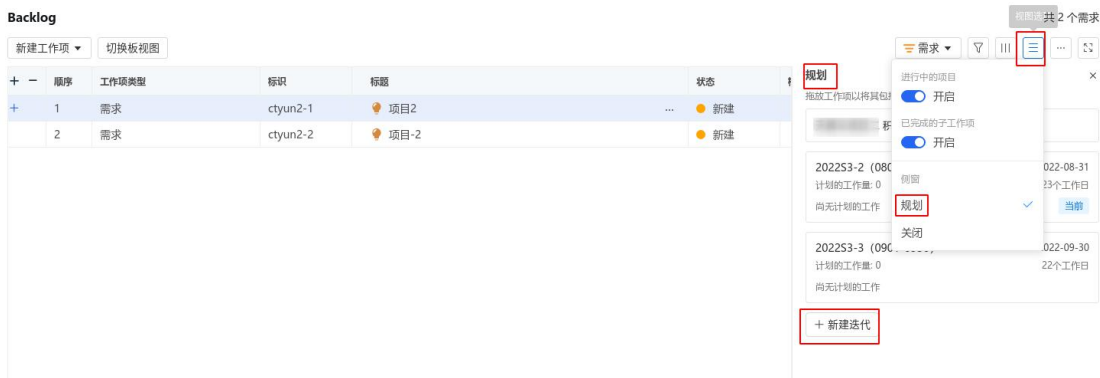 Backlog
视图选
共 2 个需求
新建工作项
切换板视图
需求
顺序
工作项类型
标识
标题
状态
1
需求
ctyun2-1
项目2
...
新建
2
需求
ctyun2-2
项目-2
新建
规划
拖放工作项以将其包
积
2022S3-2（080
022-08-31
计划的工作量: 0
23个工作日
尚无计划的工作
当前
2022S3-3（090
022-09-30
计划的工作量: 0
22个工作日
尚无计划的工作
+ 新建迭代
进行中的项目
开启
已完成的子工作项
开启
侧窗
规划
关闭